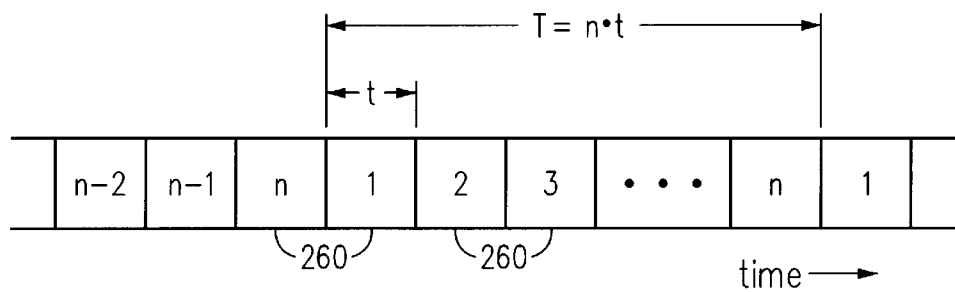 T = n•t
t
n-2 n-1 n 1 2 3 • • • n 1
260 260
time